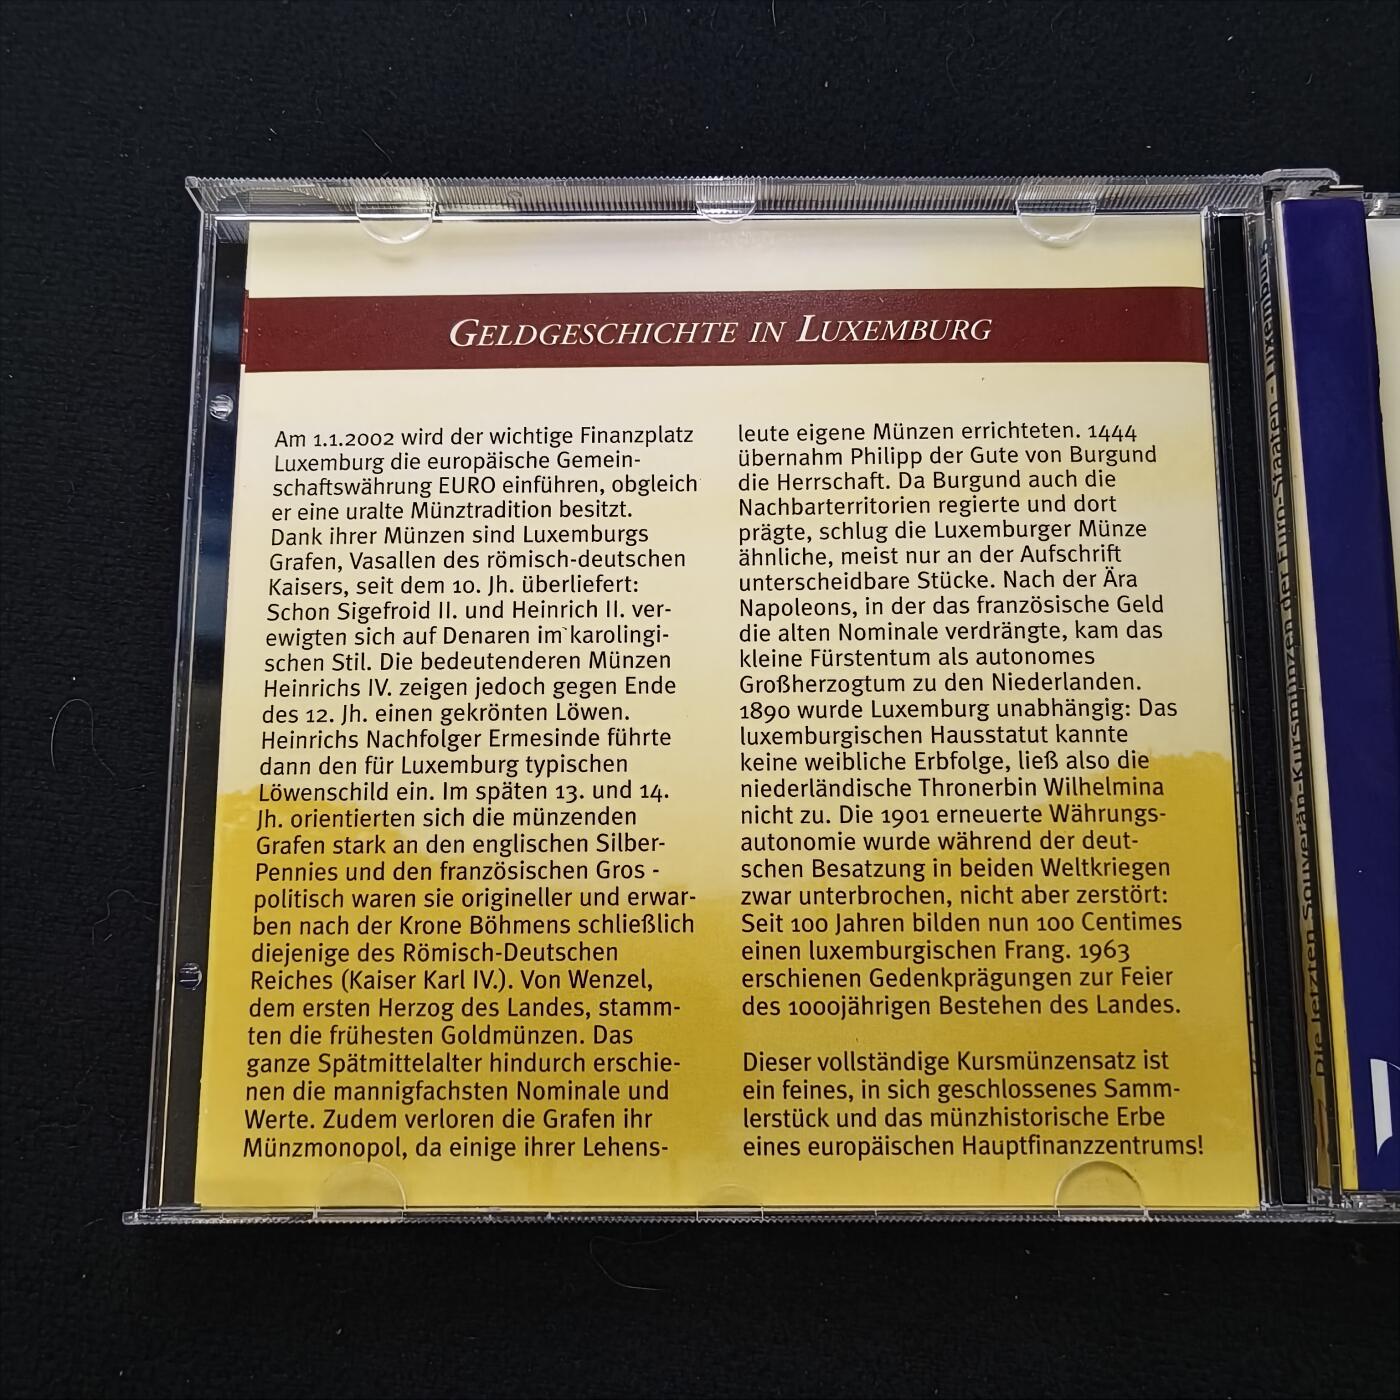 GELDGESCHICHTE IN LUXEMBURG
Am 1.1.2002 wird der wichtige Finanzplatz
Luxemburg die europäische Gemein-
schaftswährung EURO einführen, obgleich
er eine uralte Münztradition besitzt.
Dank ihrer Münzen sind Luxemburgs
Grafen, Vasallen des römisch-deutschen
Kaisers, seit dem 10. Jh. überliefert:
Schon Sigefroid II. und Heinrich II. ver-
ewigten sich auf Denaren im karolingi-
schen Stil. Die bedeutenderen Münzen
Heinrichs IV. zeigen jedoch gegen Ende
des 12. Jh. einen gekrönten Löwen.
Heinrichs Nachfolger Ermesinde führte
dann den für Luxemburg typischen
Löwenschild ein. Im späten 13. und 14.
Jh. orientierten sich die münzenden
Grafen stark an den englischen Silber-
Pennies und den französischen Gros -
politisch waren sie origineller und erwar-
ben nach der Krone Böhmens schließlich
diejenige des Römisch-Deutschen
Reiches (Kaiser Karl IV.). Von Wenzel,
dem ersten Herzog des Landes, stamm-
ten die frühesten Goldmünzen. Das
ganze Spätmittelalter hindurch erschie-
nen die mannigfachsten Nominale und
Werte. Zudem verloren die Grafen ihr
Münzmonopol, da einige ihrer Lehens-
leute eigene Münzen errichteten. 1444
übernahm Philipp der Gute von Burgund
die Herrschaft. Da Burgund auch die
Nachbarterritorien regierte und dort
prägte, schlug die Luxemburger Münze
ähnliche, meist nur an der Aufschrift
unterscheidbare Stücke. Nach der Ära
Napoleons, in der das französische Geld
die alten Nominale verdrängte, kam das
kleine Fürstentum als autonomes
Großherzogtum zu den Niederlanden.
1890 wurde Luxemburg unabhängig: Das
luxemburgischen Hausstatut kannte
keine weibliche Erbfolge, ließ also die
niederländische Thronerbin Wilhelmina
nicht zu. Die 1901 erneuerte Währungs-
autonomie wurde während der deut-
schen Besatzung in beiden Weltkriegen
zwar unterbrochen, nicht aber zerstört:
Seit 100 Jahren bilden nun 100 Centimes
einen luxemburgischen Frang. 1963
erschienen Gedenkprägungen zur Feier
des 1000jährigen Bestehen des Landes.
Dieser vollständige Kursmünzensatz ist
ein feines, in sich geschlossenes Samm-
lerstück und das münzhistorische Erbe
eines europäischen Hauptfinanzzentrums!
Die letzten Souverän-Kursmünzen der Euro-Staaten - Luxemburg